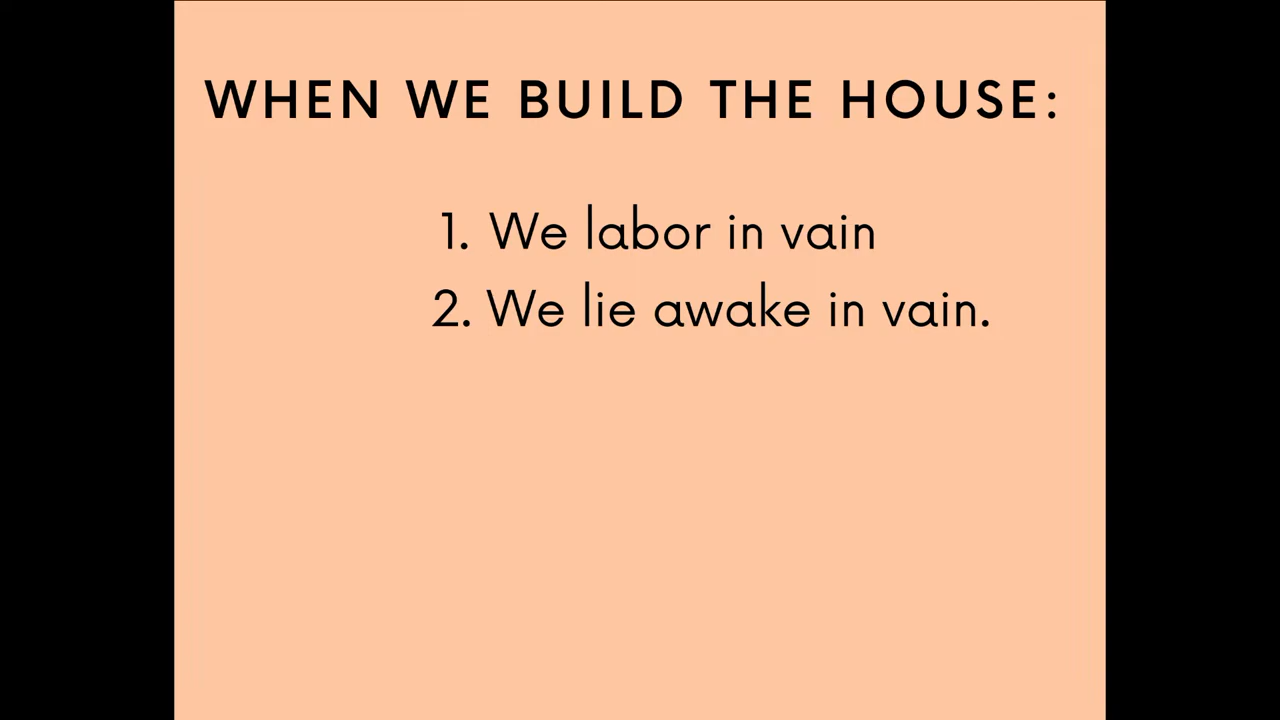 WHEN WE BUILD THE HOUSE:
1. We labor in vain
2. We lie awake in vain.